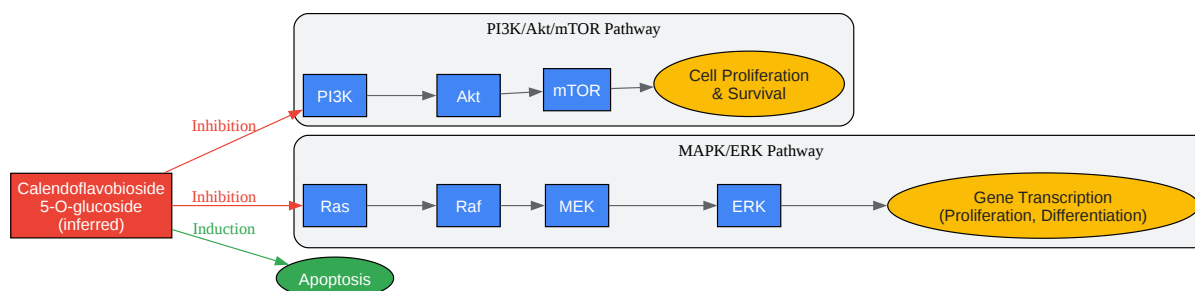 PI3K/Akt/mTOR Pathway
PI3K
Akt
mTOR
Cell Proliferation
& Survival
Inhibition
MAPK/ERK Pathway
Calendoflavobioside
5-O-glucoside
(inferred)
Inhibition
Ras
Raf
MEK
ERK
Gene Transcription
(Proliferation, Differentiation)
Induction
Apoptosis